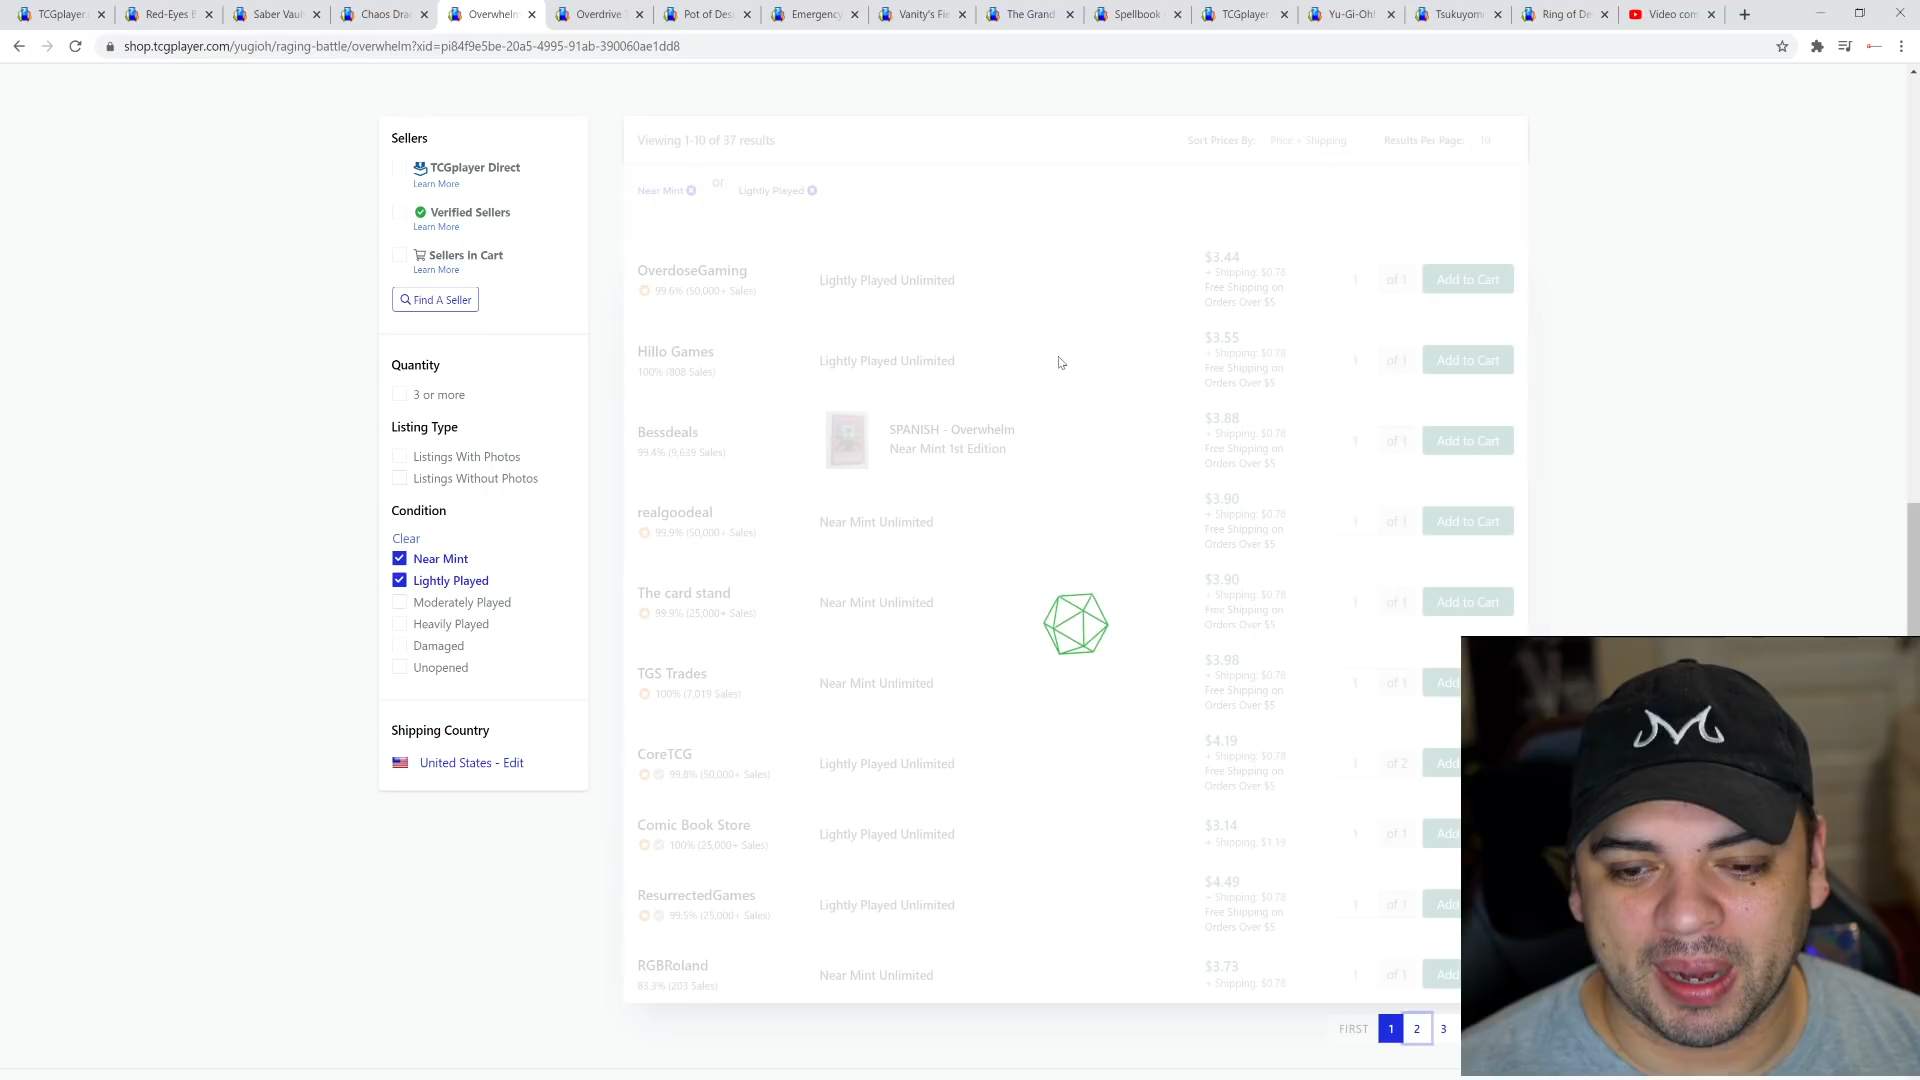 TCGplayer.
Red-Eyes B
Saber Vaul
Chaos Drac
Overwhelm
Overdrive
Pot of Des
Emergency
Vanity's Fie
The Grand
Spellbook
TCGplayer.
Yu-Gi-Oh!
Tsukuyomi
Ring of De
Video com
shop.tcgplayer.com/yugioh/raging-battle/overwhelm?xid=pi84f9e5be-20a5-4995-91ab-390060ae1dd8
Sellers
TCGplayer Direct
Learn More
Verified Sellers
Learn More
Sellers in Cart
Learn More
Find A Seller
Quantity
3 or more
Listing Type
Listings With Photos
Listings Without Photos
Condition
Clear
Near Mint
Lightly Played
Moderately Played
Heavily Played
Damaged
Unopened
Shipping Country
United States - Edit
Viewing 1-10 of 37 results
Sort Prices By: Price + Shipping Results Per Page: 10
Near Mint or Lightly Played
OverdoseGaming
99.6% (50,000+ Sales)
Lightly Played Unlimited
$3.44
+ Shipping: $0.78
Free Shipping on
Orders Over $5
1 of 1 Add to Cart
Hillo Games
100% (808 Sales)
Lightly Played Unlimited
$3.55
+ Shipping: $0.78
Free Shipping on
Orders Over $5
1 of 1 Add to Cart
Bessdeals
99.4% (9,639 Sales)
SPANISH - Overwhelm
Near Mint 1st Edition
$3.88
+ Shipping: $0.78
Free Shipping on
Orders Over $5
1 of 1 Add to Cart
realgoodeal
99.9% (50,000+ Sales)
Near Mint Unlimited
$3.90
+ Shipping: $0.78
Free Shipping on
Orders Over $5
1 of 1 Add to Cart
The card stand
99.9% (25,000+ Sales)
Near Mint Unlimited
$3.90
+ Shipping: $0.78
Free Shipping on
Orders Over $5
1 of 1 Add to Cart
TGS Trades
100% (7,019 Sales)
Near Mint Unlimited
$3.98
+ Shipping: $0.78
Free Shipping on
Orders Over $5
1 of 1 Add
CoreTCG
99.8% (50,000+ Sales)
Lightly Played Unlimited
$4.19
+ Shipping: $0.78
Free Shipping on
Orders Over $5
1 of 2 Add
Comic Book Store
100% (25,000+ Sales)
Lightly Played Unlimited
$3.14
+ Shipping: $1.19
1 of 1 Add
ResurrectedGames
99.5% (25,000+ Sales)
Lightly Played Unlimited
$4.49
+ Shipping: $0.78
Free Shipping on
Orders Over $5
1 of 1 Add
RGBRoland
83.3% (203 Sales)
Near Mint Unlimited
$3.73
+ Shipping: $0.78
1 of 1 Add
FIRST 1 2 3